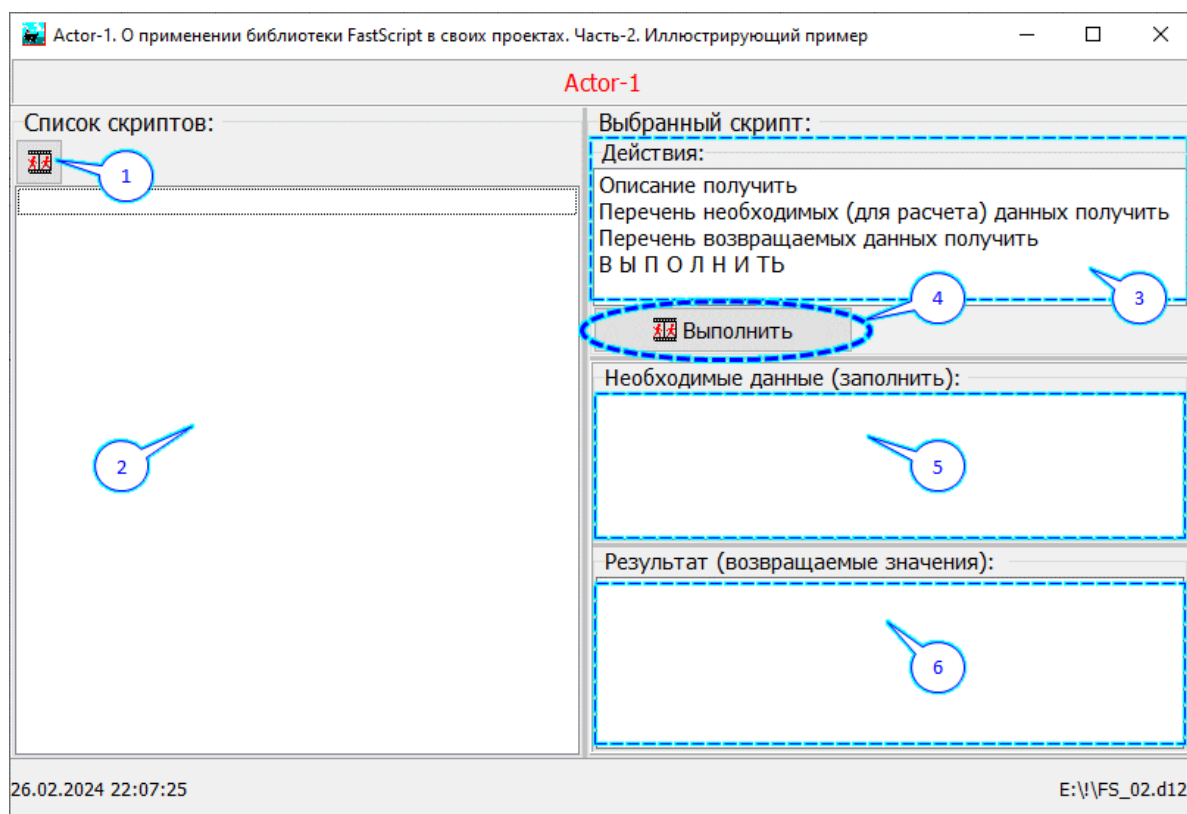 Actor-1. О применении библиотеки FastScript в своих проектах. Часть-2. Иллюстрирующий пример
Actor-1
Список скриптов:
1
2
Выбранный скрипт:
Действия:
Описание получить
Перечень необходимых (для расчета) данных получить
Перечень возвращаемых данных получить
В Ы П О Л Н И ТЬ
3
4
Выполнить
Необходимые данные (заполнить):
5
Результат (возвращаемые значения):
6
26.02.2024 22:07:25
E:\!\FS_02.d12